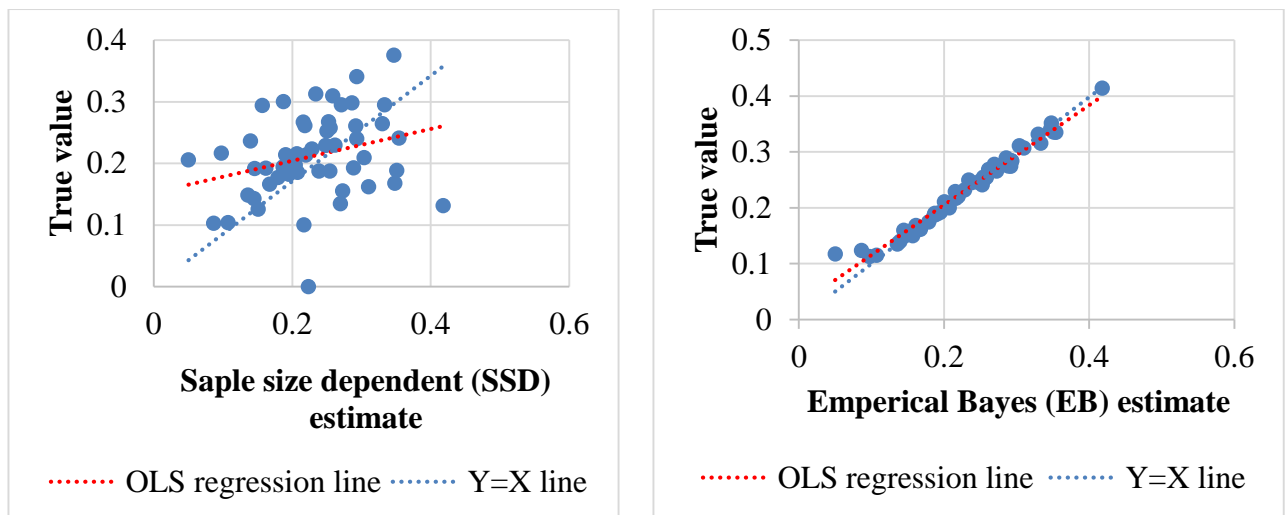 True value
0.4
0.3
0.2
0.1
0
0
0.2
0.4
0.6
Saple size dependent (SSD)
estimate
OLS regression line
Y=X line
True value
0.5
0.4
0.3
0.2
0.1
0
0
0.2
0.4
0.6
Emperical Bayes (EB) estimate
OLS regression line
Y=X line